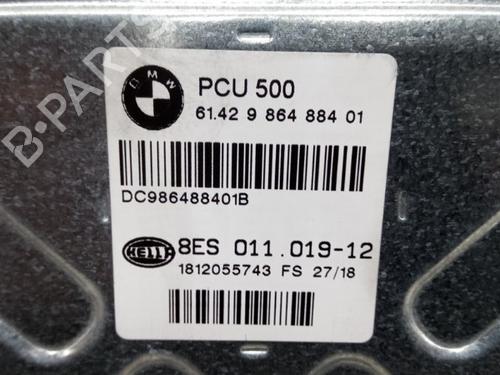 BMW
PCU 500
61.42 9 864 884 01
DC986488401B
HELLA
8ES 011.019-12
1812055743 FS 27/18
B-PARTS